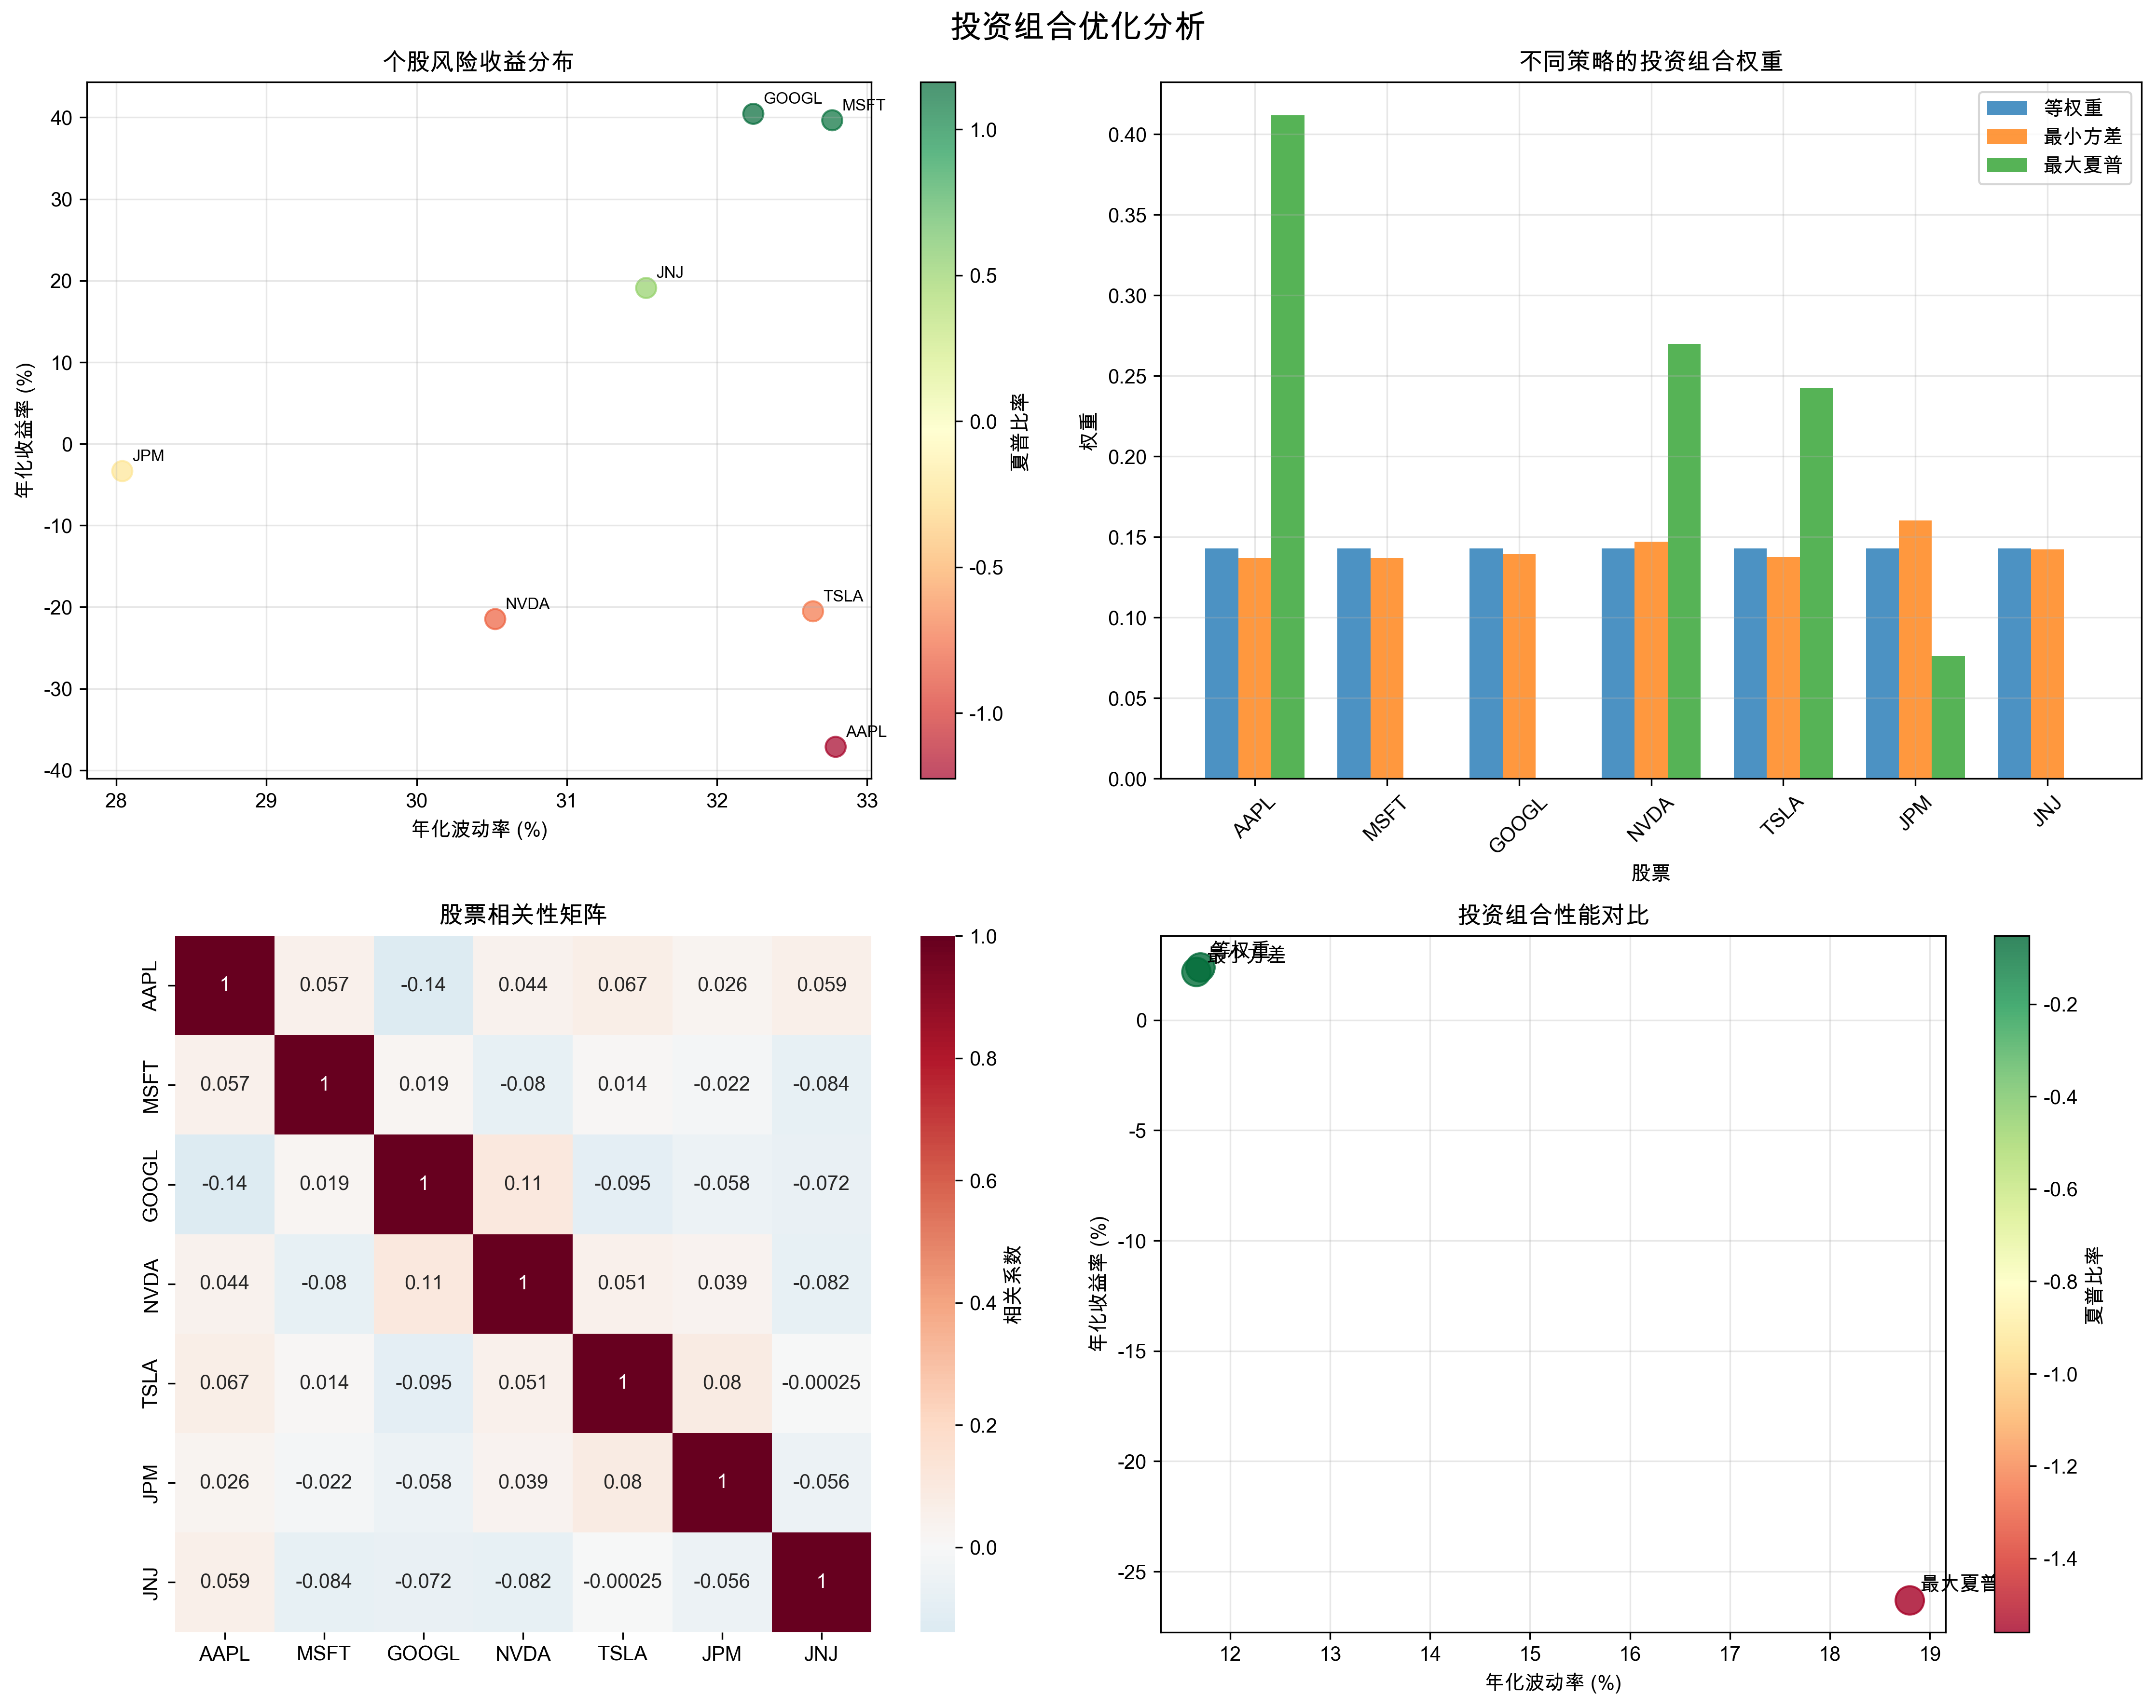 投资组合优化分析
个股风险收益分布
40
30
20
10
0
-10
-20
-30
-40
年化收益率 (%)
GOOGL
MSFT
JNJ
JPM
NVDA
TSLA
AAPL
28
29
30
31
32
33
年化波动率 (%)
1.0
0.5
0.0
-0.5
-1.0
夏普比率
不同策略的投资组合权重
等权重
最小方差
最大夏普
0.40
0.35
0.30
0.25
0.20
0.15
0.10
0.05
0.00
权重
AAPL
MSFT
GOOGL
NVDA
TSLA
JPM
JNJ
股票
股票相关性矩阵
AAPL 1 0.057 -0.14 0.044 0.067 0.026 0.059
MSFT 0.057 1 0.019 -0.08 0.014 -0.022 -0.084
GOOGL -0.14 0.019 1 0.11 -0.095 -0.058 -0.072
NVDA 0.044 -0.08 0.11 1 0.051 0.039 -0.082
TSLA 0.067 0.014 -0.095 0.051 1 0.08 -0.00025
JPM 0.026 -0.022 -0.058 0.039 0.08 1 -0.056
JNJ 0.059 -0.084 -0.072 -0.082 -0.00025 -0.056 1
AAPL MSFT GOOGL NVDA TSLA JPM JNJ
1.0
0.8
0.6
0.4
0.2
0.0
相关系数
投资组合性能对比
等权重
最小方差
最大夏普
0
-5
-10
-15
-20
-25
年化收益率 (%)
12
13
14
15
16
17
18
19
年化波动率 (%)
-0.2
-0.4
-0.6
-0.8
-1.0
-1.2
-1.4
夏普比率